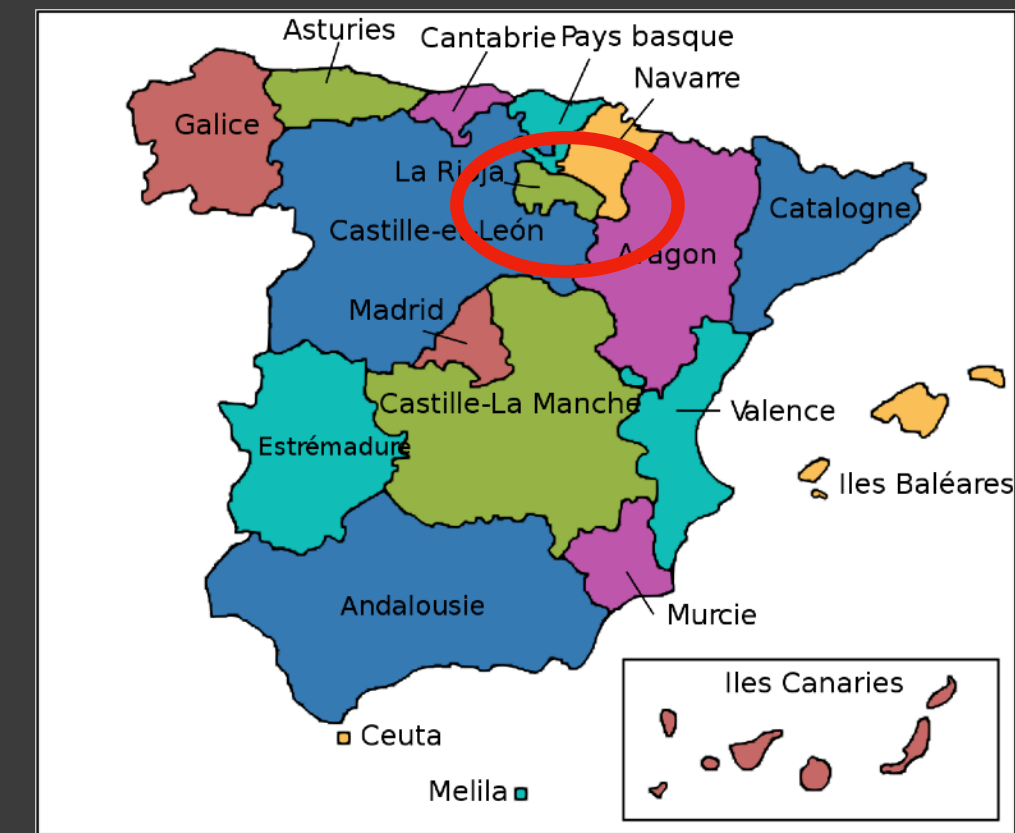 Asturies
Cantabrie
Pays basque
Navarre
Galice
La Rioja
Catalogne
Castille-et-León
Aragon
Madrid
Castille-La Manche
Valence
Estrémadure
Iles Baléares
Andalousie
Murcie
Iles Canaries
Ceuta
Melila